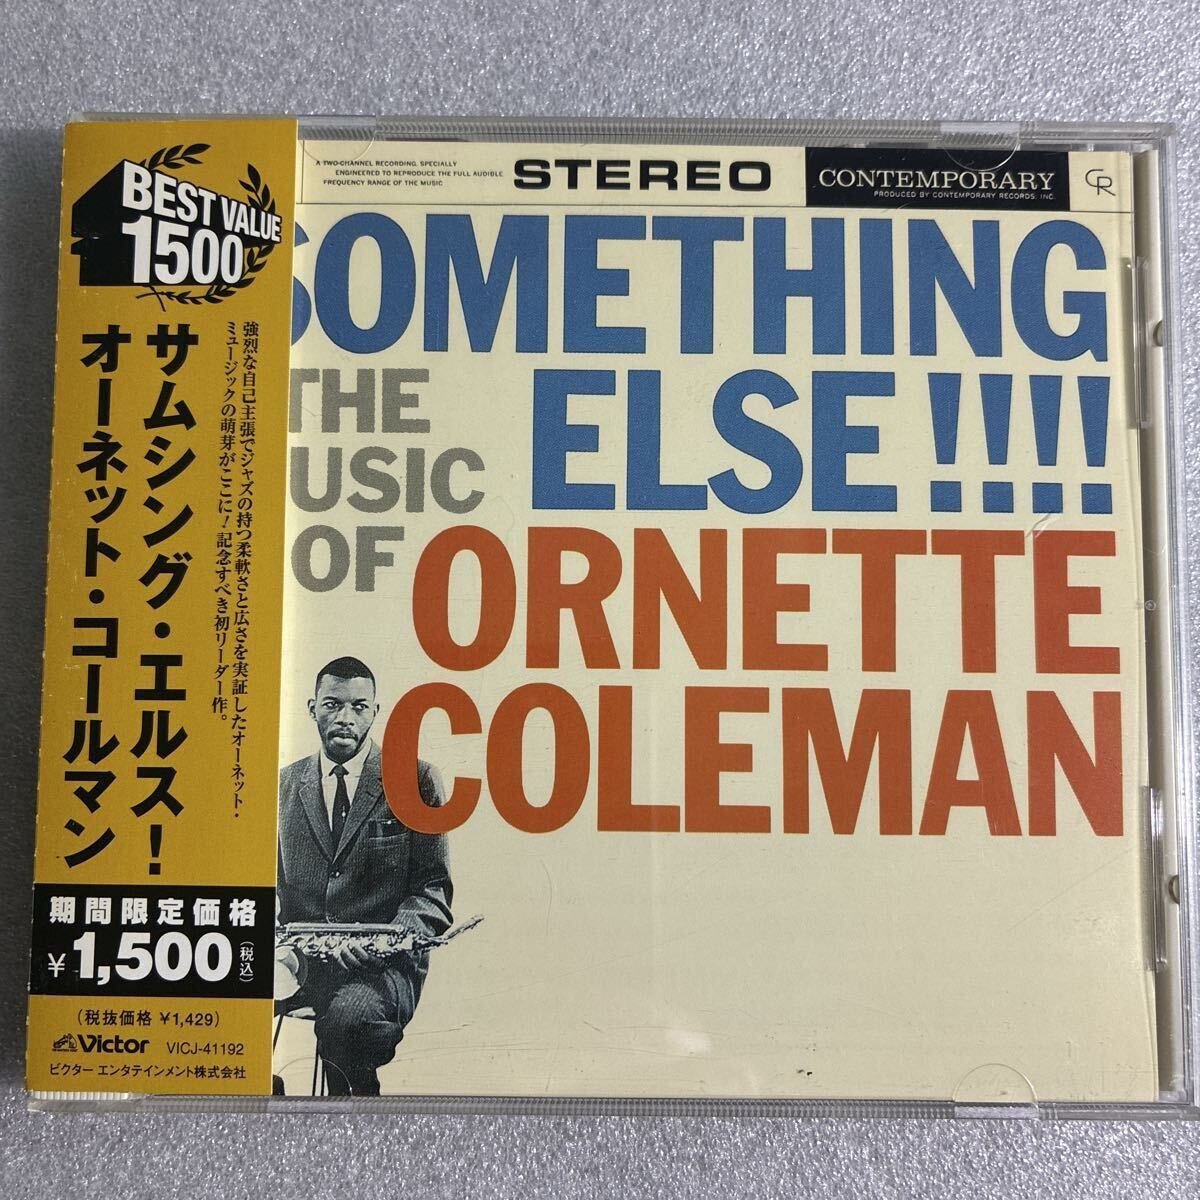 BEST VALUE
1500
強烈な自己主張でジャズの持つ柔軟さと広さを実証したオーネット・
ミュージックの萌芽がここに！記念すべき初リーダー作。
サムシング・エルス！
オーネット・コールマン
期間限定価格
¥1,500(税込)
(税抜価格 ¥1,429)
Victor VICJ-41192
ビクター エンタテインメント株式会社
A TWO-CHANNEL RECORDING, SPECIALLY
ENGINEERED TO REPRODUCE THE FULL AUDIBLE
FREQUENCY RANGE OF THE MUSIC
STEREO
CONTEMPORARY
PRODUCED BY CONTEMPORARY RECORDS, INC.
CR
SOMETHING
ELSE!!!!
THE
USIC
OF
ORNETTE
COLEMAN